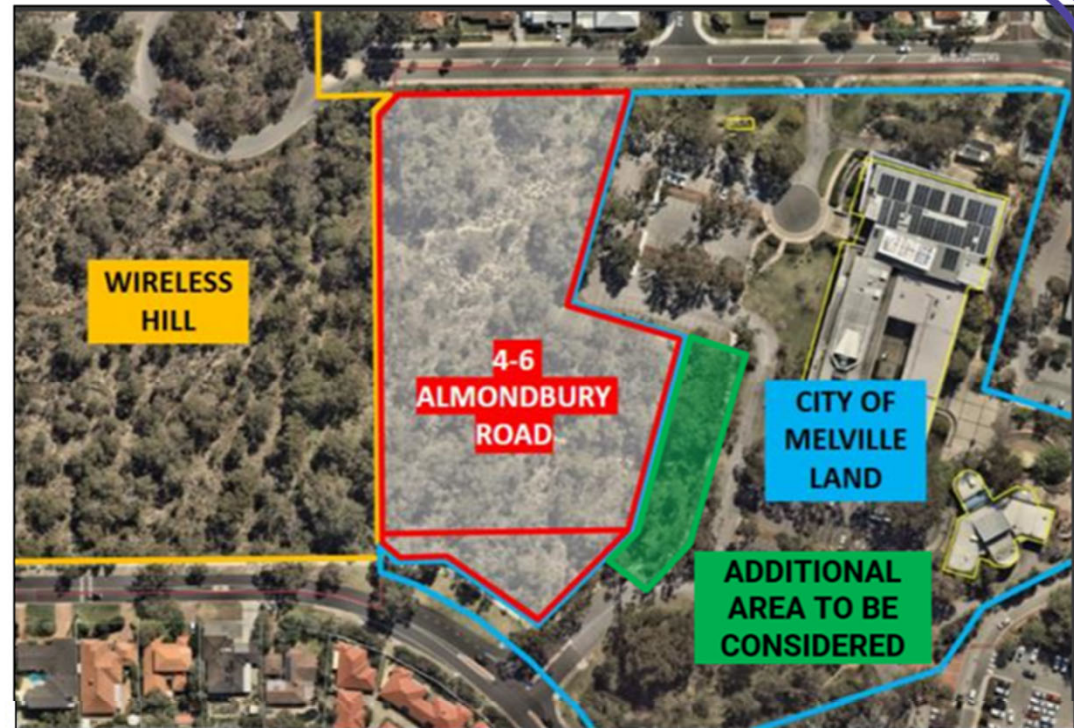 WIRELESS
HILL
4-6
ALMONDBURY
ROAD
CITY OF
MELVILLE
LAND
ADDITIONAL
AREA TO BE
CONSIDERED